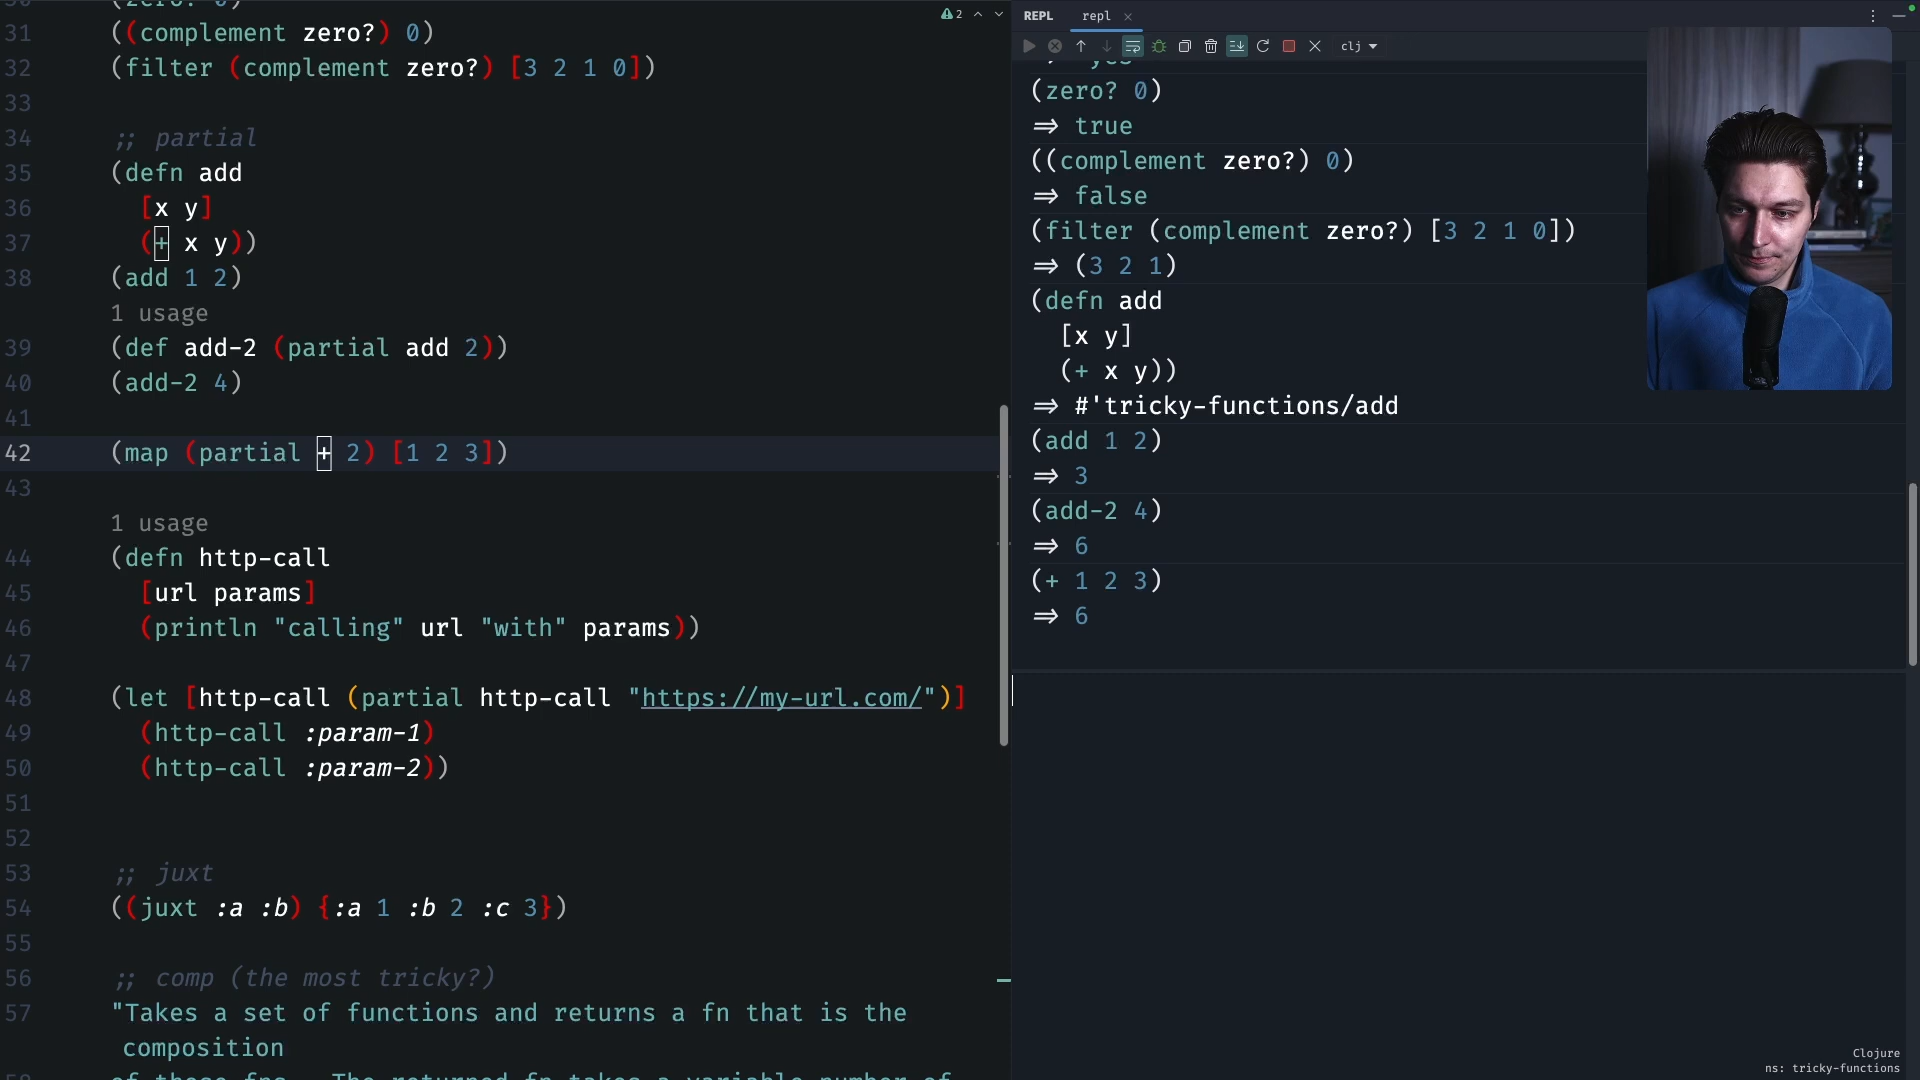 31 ((complement zero?) 0)
32 (filter (complement zero?) [3 2 1 0])
33
34 ;; partial
35 (defn add
36 [x y]
37 (+ x y))
38 (add 1 2)
1 usage
39 (def add-2 (partial add 2))
40 (add-2 4)
41
42 (map (partial + 2) [1 2 3])
43
1 usage
44 (defn http-call
45 [url params]
46 (println "calling" url "with" params))
47
48 (let [http-call (partial http-call "https://my-url.com/")]
49 (http-call :param-1)
50 (http-call :param-2))
51
52
53 ;; juxt
54 ((juxt :a :b) {:a 1 :b 2 :c 3})
55
56 ;; comp (the most tricky?)
57 "Takes a set of functions and returns a fn that is the
composition
2
REPL repl
clj
(zero? 0)
=> true
((complement zero?) 0)
=> false
(filter (complement zero?) [3 2 1 0])
=> (3 2 1)
(defn add
[x y]
(+ x y))
=> #'tricky-functions/add
(add 1 2)
=> 3
(add-2 4)
=> 6
(+ 1 2 3)
=> 6
Clojure
ns: tricky-functions